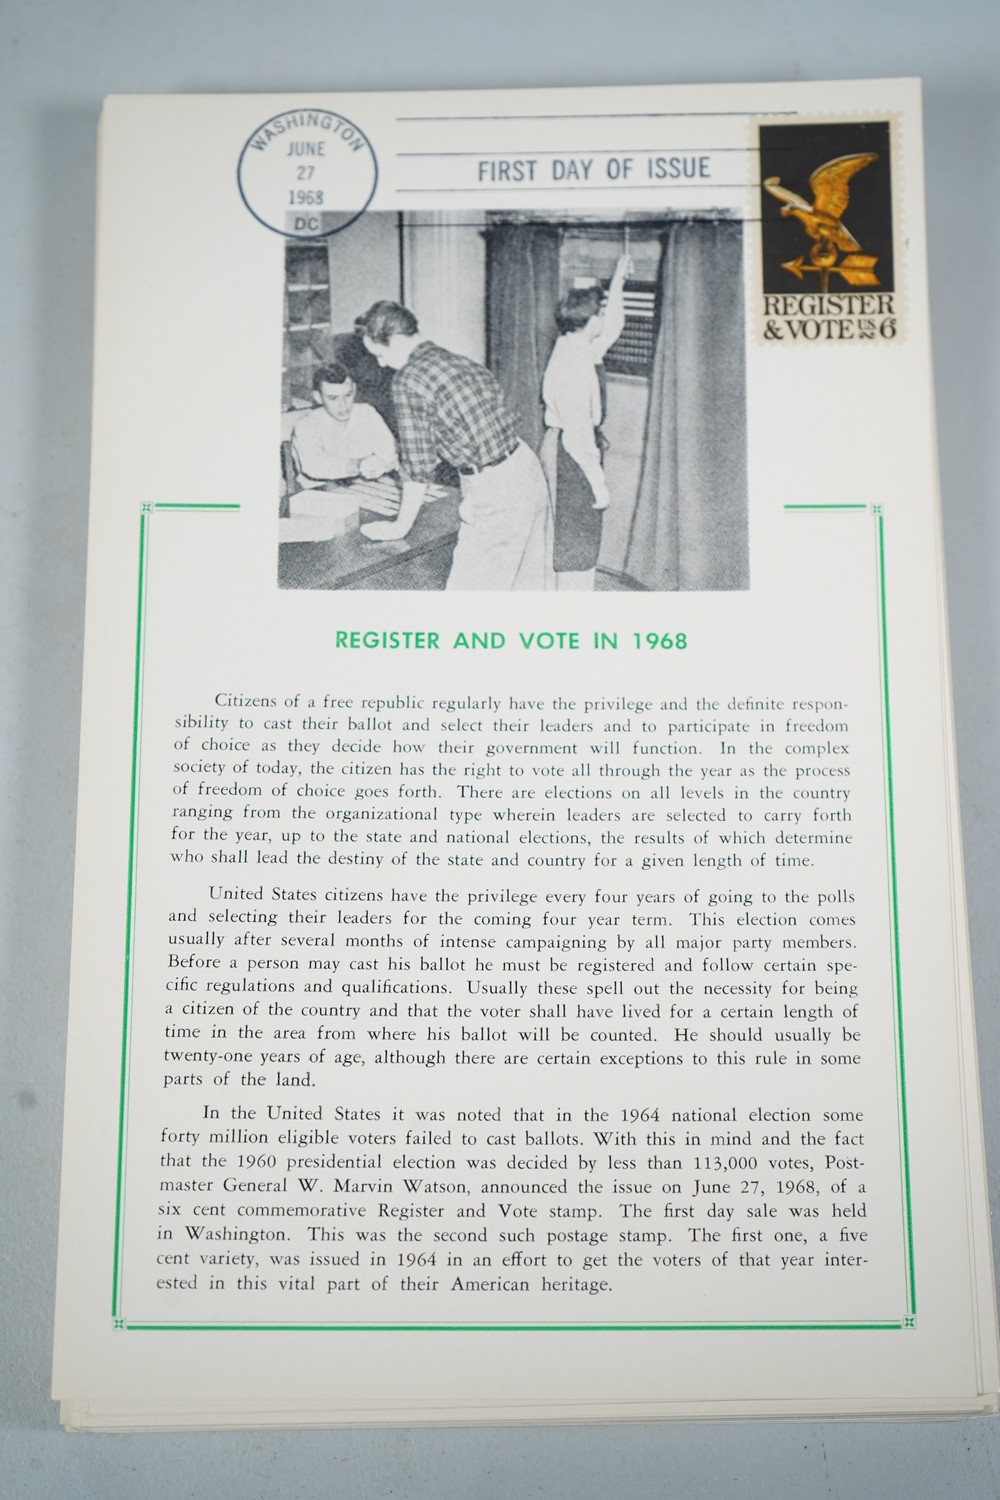 WASHINGTON
JUNE
27
1968
DC
FIRST DAY OF ISSUE
REGISTER
& VOTE US 6c
REGISTER AND VOTE IN 1968
Citizens of a free republic regularly have the privilege and the definite respon-
sibility to cast their ballot and select their leaders and to participate in freedom
of choice as they decide how their government will function. In the complex
society of today, the citizen has the right to vote all through the year as the process
of freedom of choice goes forth. There are elections on all levels in the country
ranging from the organizational type wherein leaders are selected to carry forth
for the year, up to the state and national elections, the results of which determine
who shall lead the destiny of the state and country for a given length of time.
United States citizens have the privilege every four years of going to the polls
and selecting their leaders for the coming four year term. This election comes
usually after several months of intense campaigning by all major party members.
Before a person may cast his ballot he must be registered and follow certain spe-
cific regulations and qualifications. Usually these spell out the necessity for being
a citizen of the country and that the voter shall have lived for a certain length of
time in the area from where his ballot will be counted. He should usually be
twenty-one years of age, although there are certain exceptions to this rule in some
parts of the land.
In the United States it was noted that in the 1964 national election some
forty million eligible voters failed to cast ballots. With this in mind and the fact
that the 1960 presidential election was decided by less than 113,000 votes, Post-
master General W. Marvin Watson, announced the issue on June 27, 1968, of a
six cent commemorative Register and Vote stamp. The first day sale was held
in Washington. This was the second such postage stamp. The first one, a five
cent variety, was issued in 1964 in an effort to get the voters of that year inter-
ested in this vital part of their American heritage.